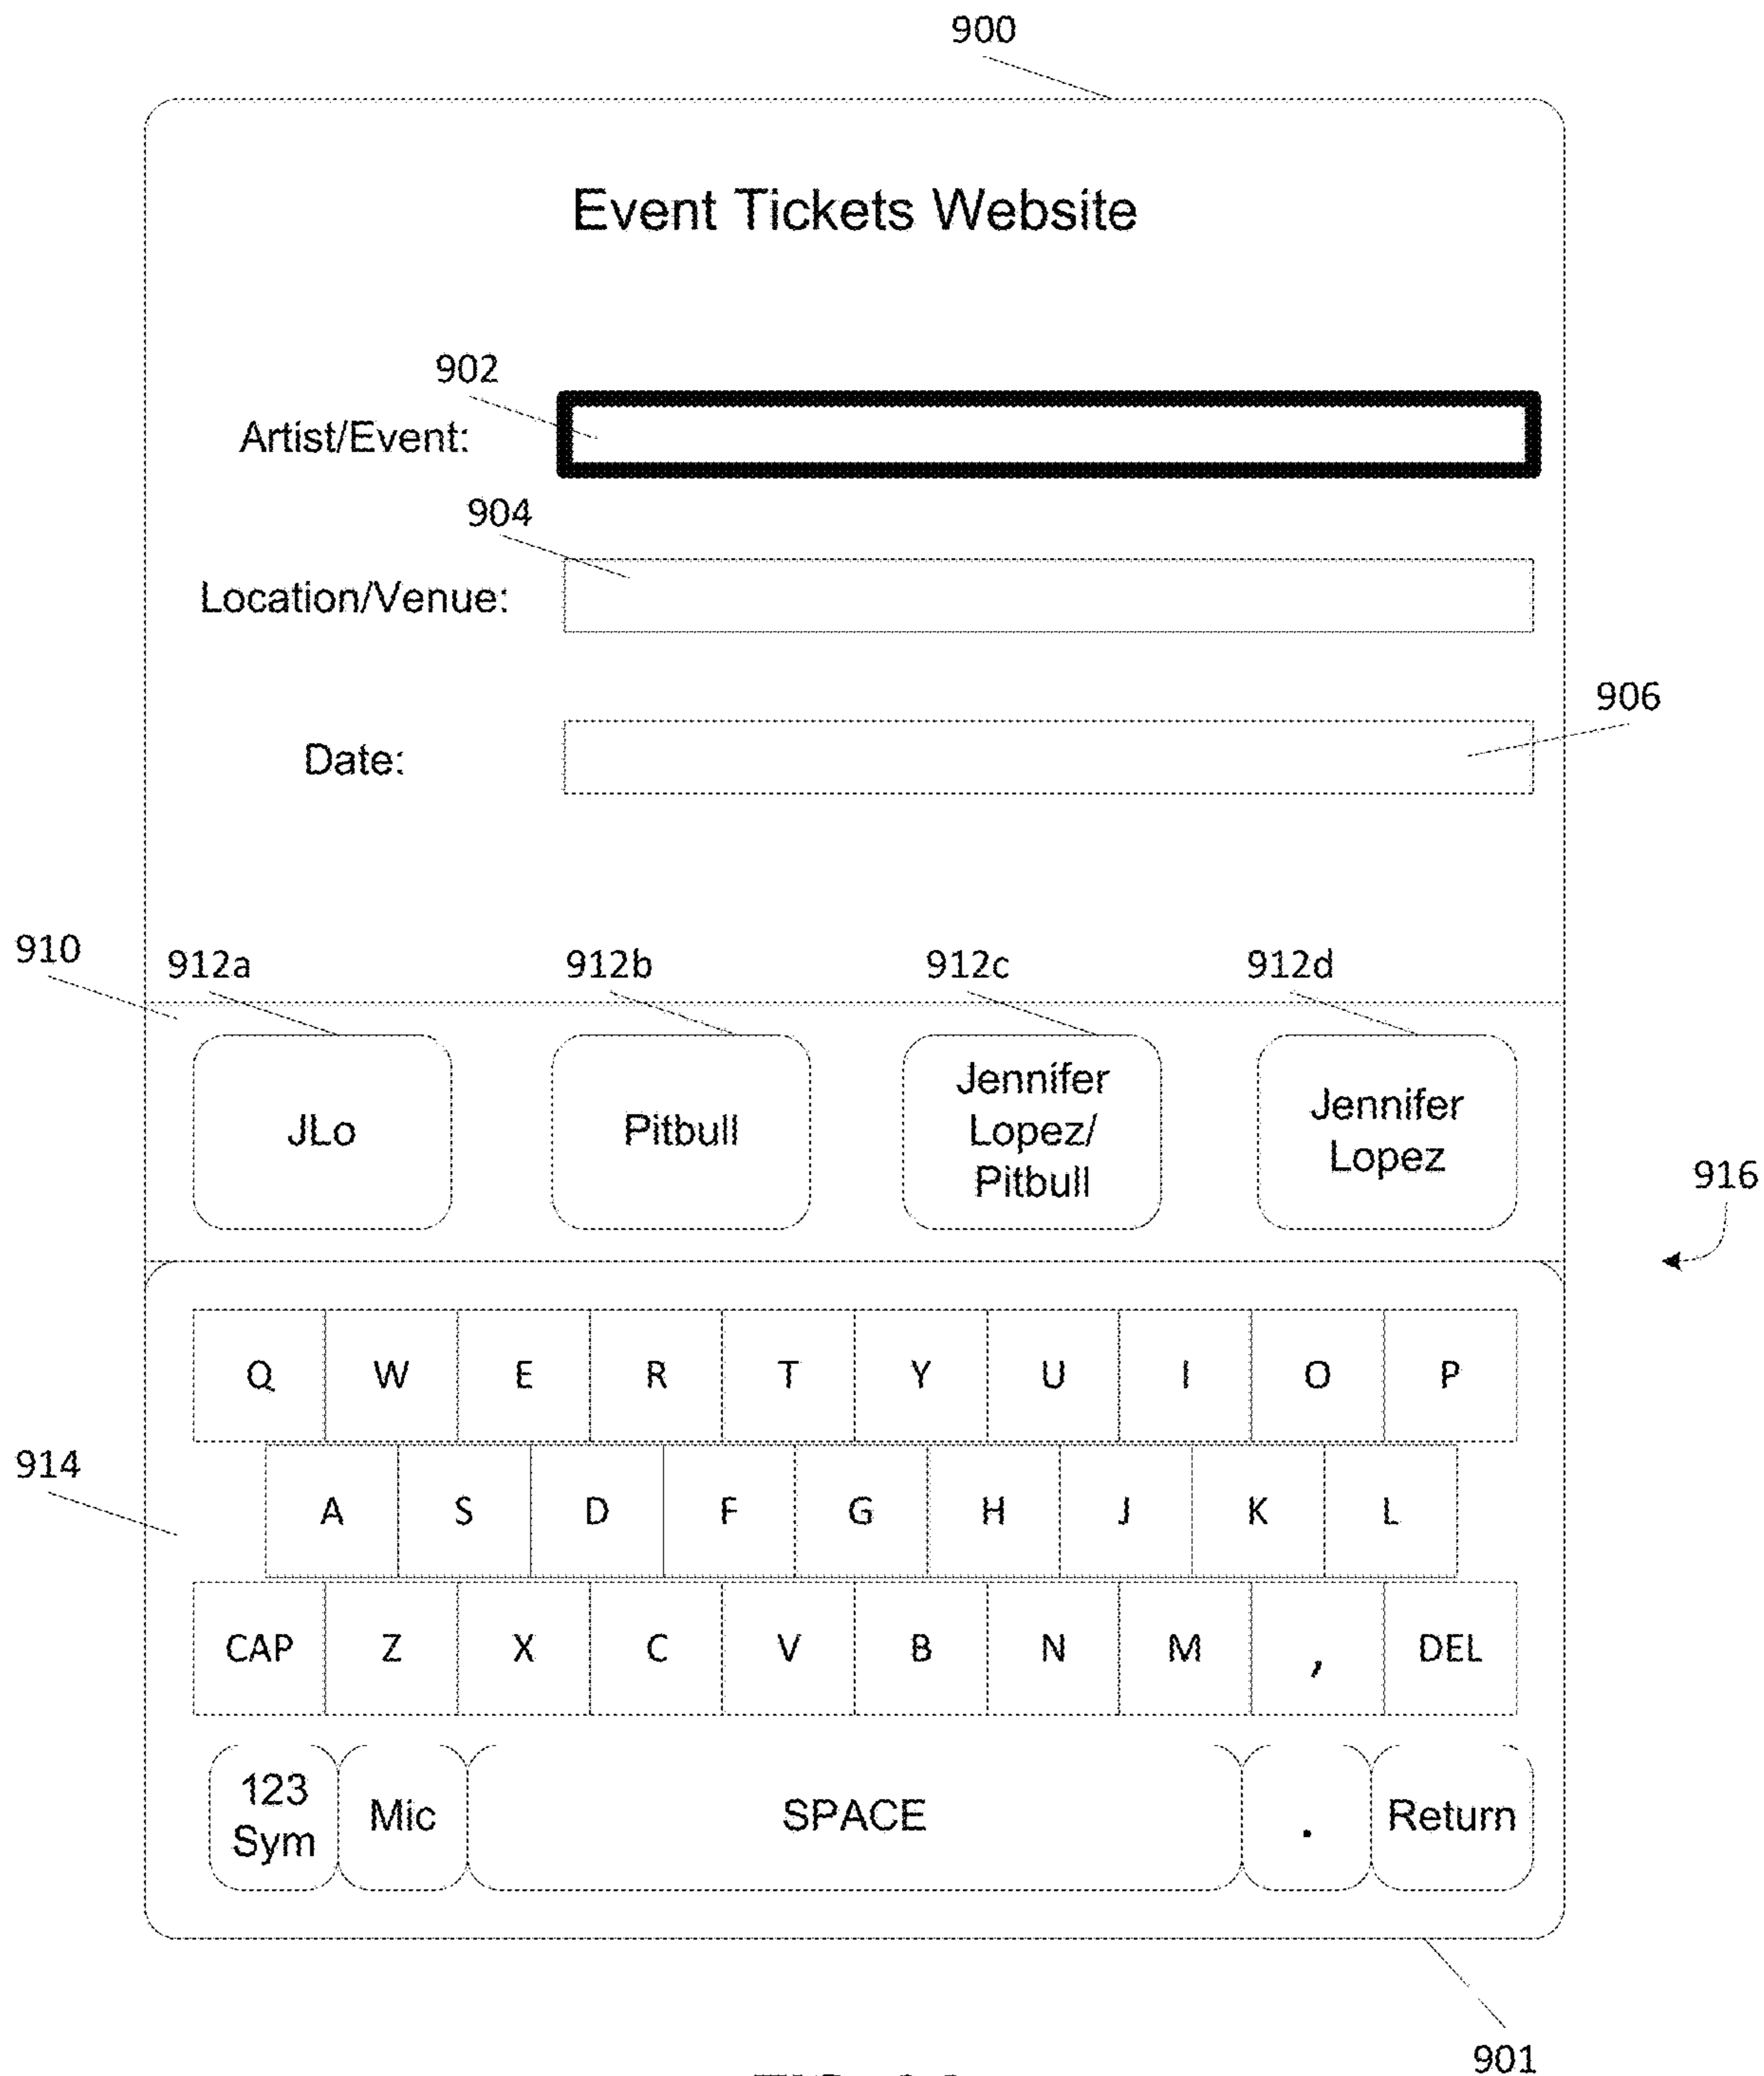 900
Event Tickets Website
902
Artist/Event:
904
Location/Venue:
906
Date:
910
912a
912b
912c
912d
JLo
Pitbull
Jennifer
Lopez/
Pitbull
Jennifer
Lopez
916
Q W E R T Y U I O P
914
A S D F G H J K L
CAP Z X C V B N M , DEL
123
Sym
Mic
SPACE
.
Return
901